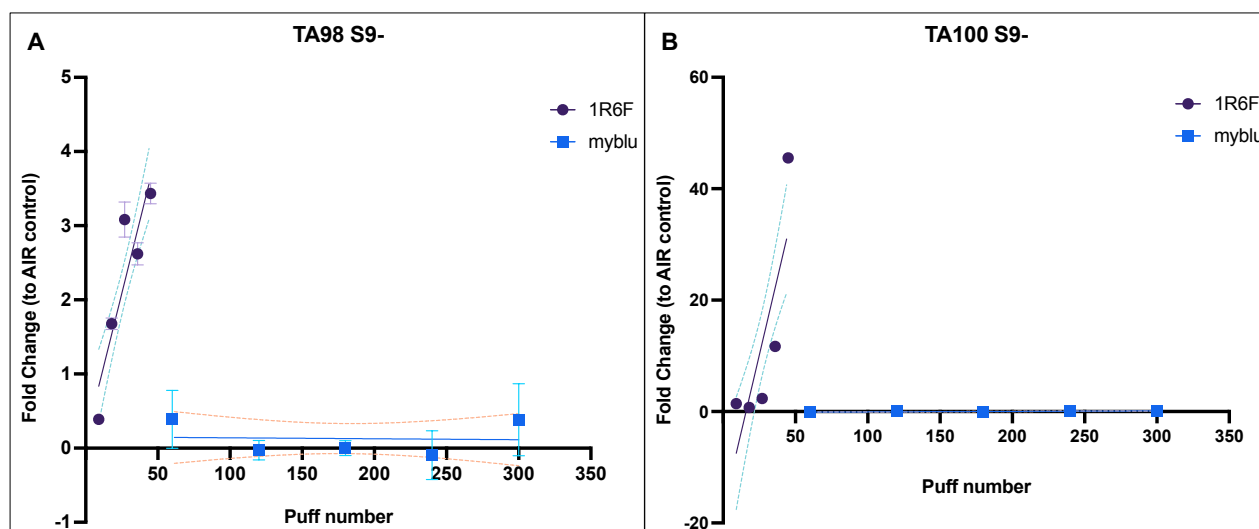 A
TA98 S9-
5
4
3
2
1
0
-1
50
100
150
200
250
300
350
Fold Change (to AIR control)
Puff number
1R6F
myblu
B
TA100 S9-
60
40
20
0
-20
50
100
150
200
250
300
350
Fold Change (to AIR control)
Puff number
1R6F
myblu